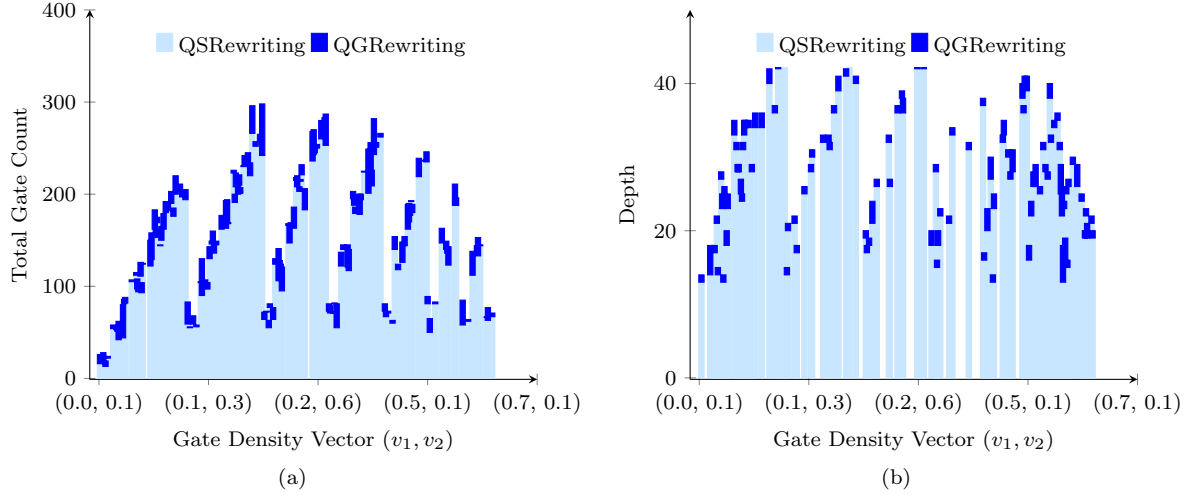 400
300
200
100
0
Total Gate Count
QSRewriting QGRewriting
(0.0, 0.1) (0.1, 0.3) (0.2, 0.6) (0.5, 0.1) (0.7, 0.1)
Gate Density Vector (v₁, v₂)
(a)
40
20
0
Depth
QSRewriting QGRewriting
(0.0, 0.1) (0.1, 0.3) (0.2, 0.6) (0.5, 0.1) (0.7, 0.1)
Gate Density Vector (v₁, v₂)
(b)